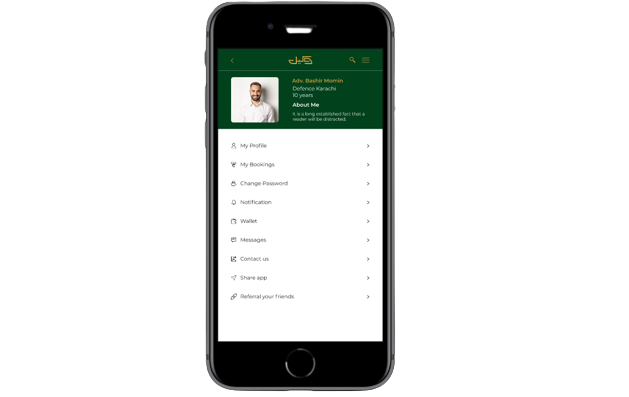 وکیل
Adv. Bashir Momin
Defence Karachi
10 years
About Me
It is a long established fact that a
reader will be distracted.
My Profile
My Bookings
Change Password
Notification
Wallet
Messages
Contact us
Share app
Referral your friends